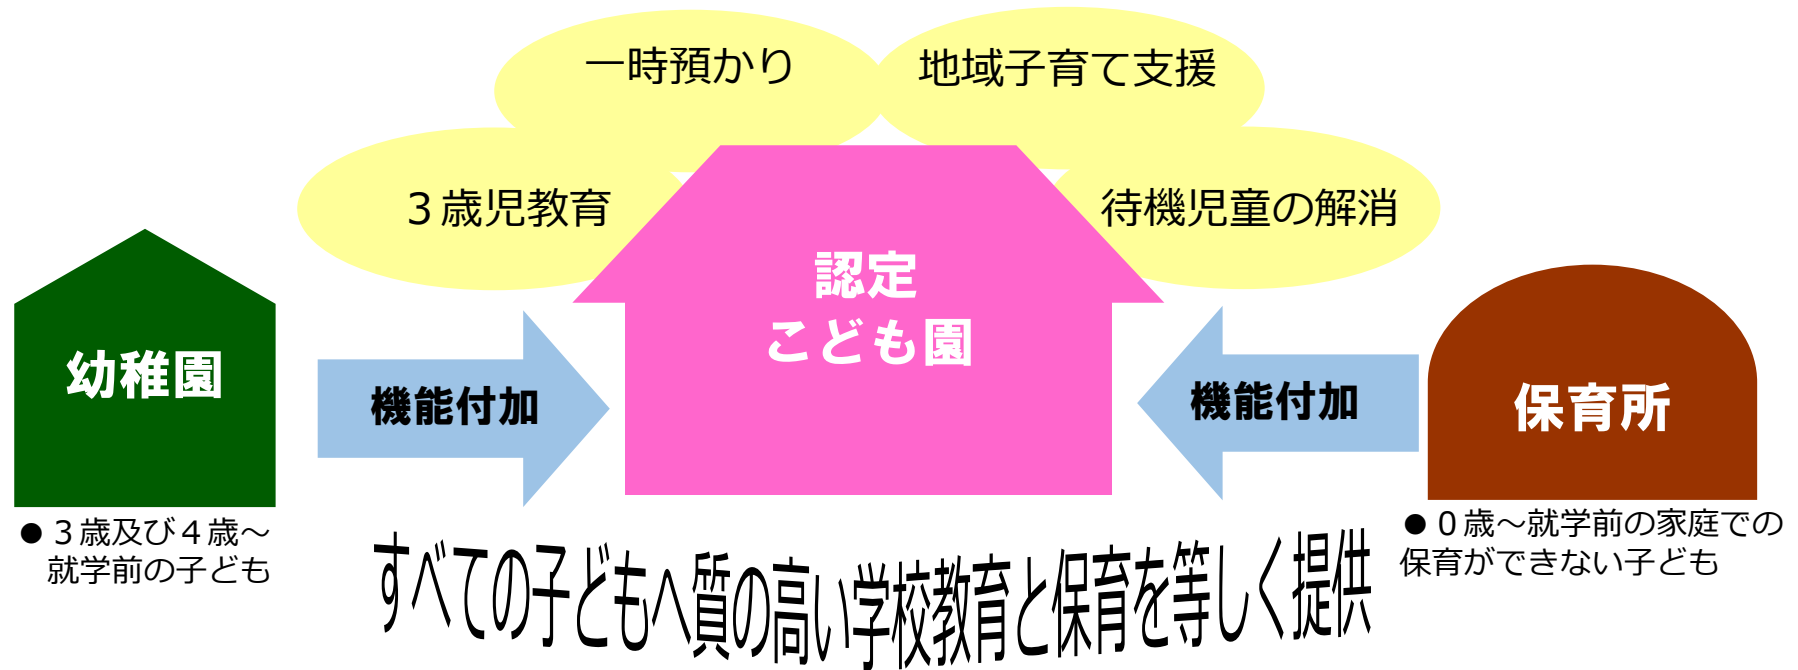 一時預かり
地域子育て支援
３歳児教育
待機児童の解消
認定
こども園
幼稚園
機能付加
機能付加
保育所
●３歳及び４歳～
就学前の子ども
●０歳～就学前の家庭での
保育ができない子ども
すべての子どもへ質の高い学校教育と保育を等しく提供